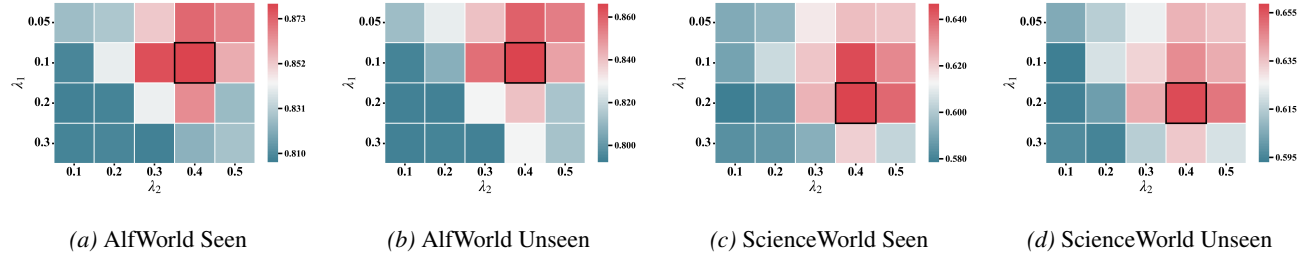 0.05
0.1
0.2
0.3
λ1
0.1 0.2 0.3 0.4 0.5
λ2
0.873
0.852
0.831
0.810
(a) AlfWorld Seen
0.05
0.1
0.2
0.3
λ1
0.1 0.2 0.3 0.4 0.5
λ2
0.860
0.840
0.820
0.800
(b) AlfWorld Unseen
0.05
0.1
0.2
0.3
λ1
0.1 0.2 0.3 0.4 0.5
λ2
0.640
0.620
0.600
0.580
(c) ScienceWorld Seen
0.05
0.1
0.2
0.3
λ1
0.1 0.2 0.3 0.4 0.5
λ2
0.655
0.635
0.615
0.595
(d) ScienceWorld Unseen